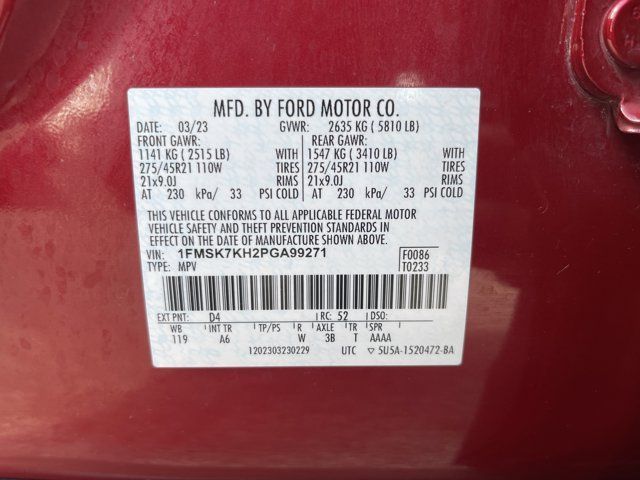 MFD. BY FORD MOTOR CO.
DATE: 03/23 GVWR: 2635 KG ( 5810 LB)
FRONT GAWR: REAR GAWR:
1141 KG ( 2515 LB) WITH 1547 KG ( 3410 LB) WITH
275/45R21 110W TIRES 275/45R21 110W TIRES
21x9.0J RIMS 21x9.0J RIMS
AT 230 kPa/ 33 PSI COLD AT 230 kPa/ 33 PSI COLD
THIS VEHICLE CONFORMS TO ALL APPLICABLE FEDERAL MOTOR
VEHICLE SAFETY AND THEFT PREVENTION STANDARDS IN
EFFECT ON THE DATE OF MANUFACTURE SHOWN ABOVE.
VIN: 1FMSK7KH2PGA99271 F0086
TYPE: MPV T0233
EXT PNT: D4 RC: 52 DSO:
WB INT TR TP/PS R AXLE TR SPR
119 A6 W 3B T AAAA
1202303230229 UTC ▽ 5U5A-1520472-BA